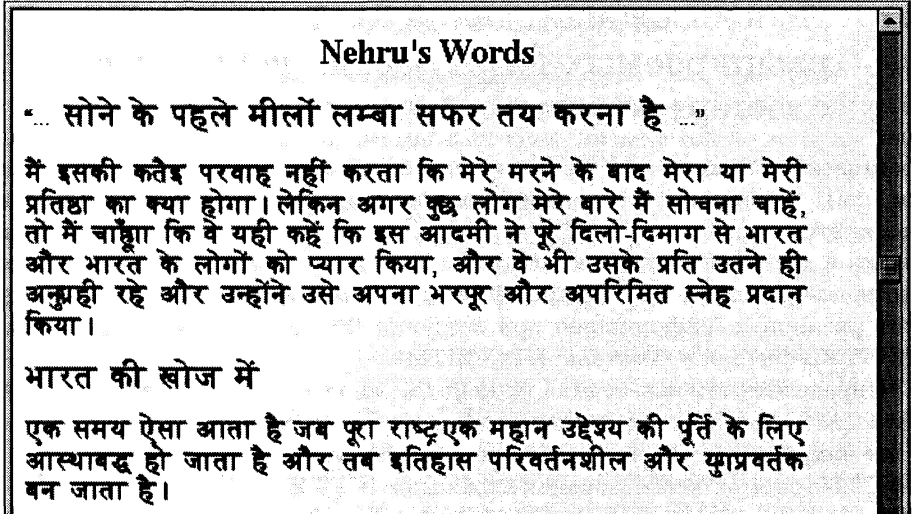 Nehru's Words
“... सोने के पहले मीलों लम्बा सफर तय करना है ...”
मैं इसकी कतैइ परवाह नहीं करता कि मेरे मरने के बाद मेरा या मेरी
प्रतिष्ठा का क्या होगा। लेकिन अगर कुछ लोग मेरे बारे मैं सोचना चाहें,
तो मैं चाहूँगा कि वे यही कहें कि इस आदमी ने पूरे दिलो-दिमाग से भारत
और भारत के लोगों को प्यार किया, और वे भी उसके प्रति उतने ही
अनुग्रही रहे और उन्होंने उसे अपना भरपूर और अपरिमित स्नेह प्रदान
किया।
भारत की खोज में
एक समय ऐसा आता है जब पूरा राष्ट्रएक महान उद्देश्य की पूर्ति के लिए
आस्थाबद्ध हो जाता है और तब इतिहास परिवर्तनशील और युगप्रवर्तक
बन जाता है।